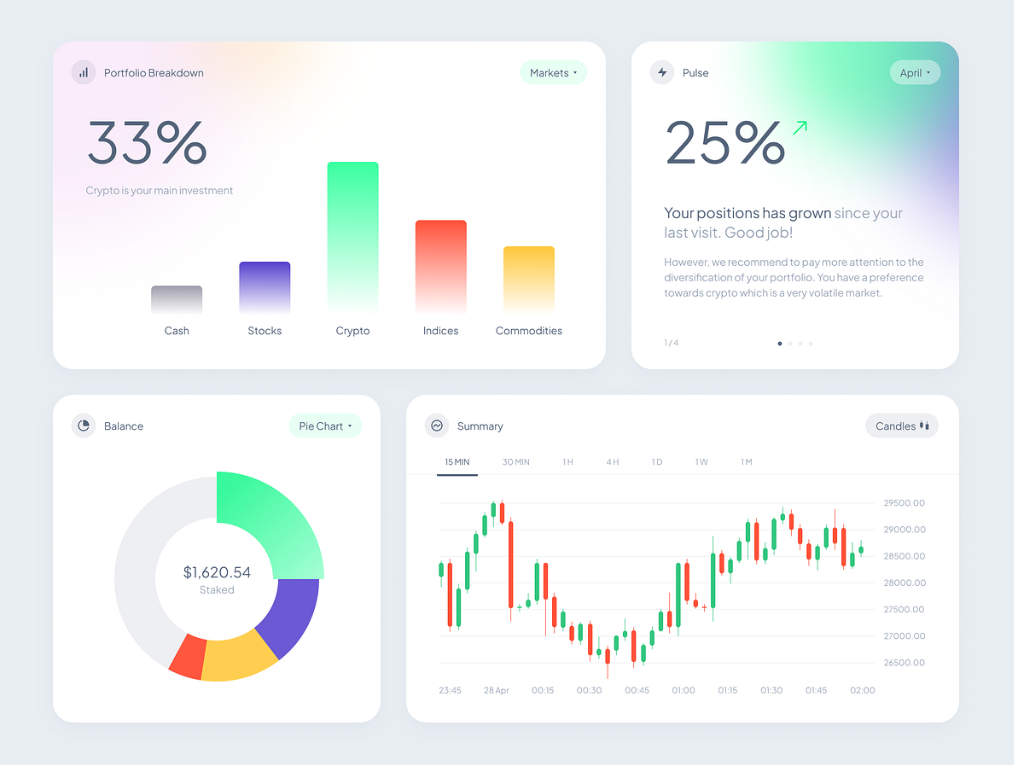 Portfolio Breakdown
Markets
33%
Crypto is your main investment
Cash
Stocks
Crypto
Indices
Commodities
Pulse
April
25%
Your positions has grown since your
last visit. Good job!
However, we recommend to pay more attention to the
diversification of your portfolio. You have a preference
towards crypto which is a very volatile market.
1/4
Balance
Pie Chart
$1,620.54
Staked
Summary
Candles
15 MIN 30 MIN 1 H 4 H 1 D 1 W 1 M
29500.00
29000.00
28500.00
28000.00
27500.00
27000.00
26500.00
23:45 28 Apr 00:15 00:30 00:45 01:00 01:15 01:30 01:45 02:00